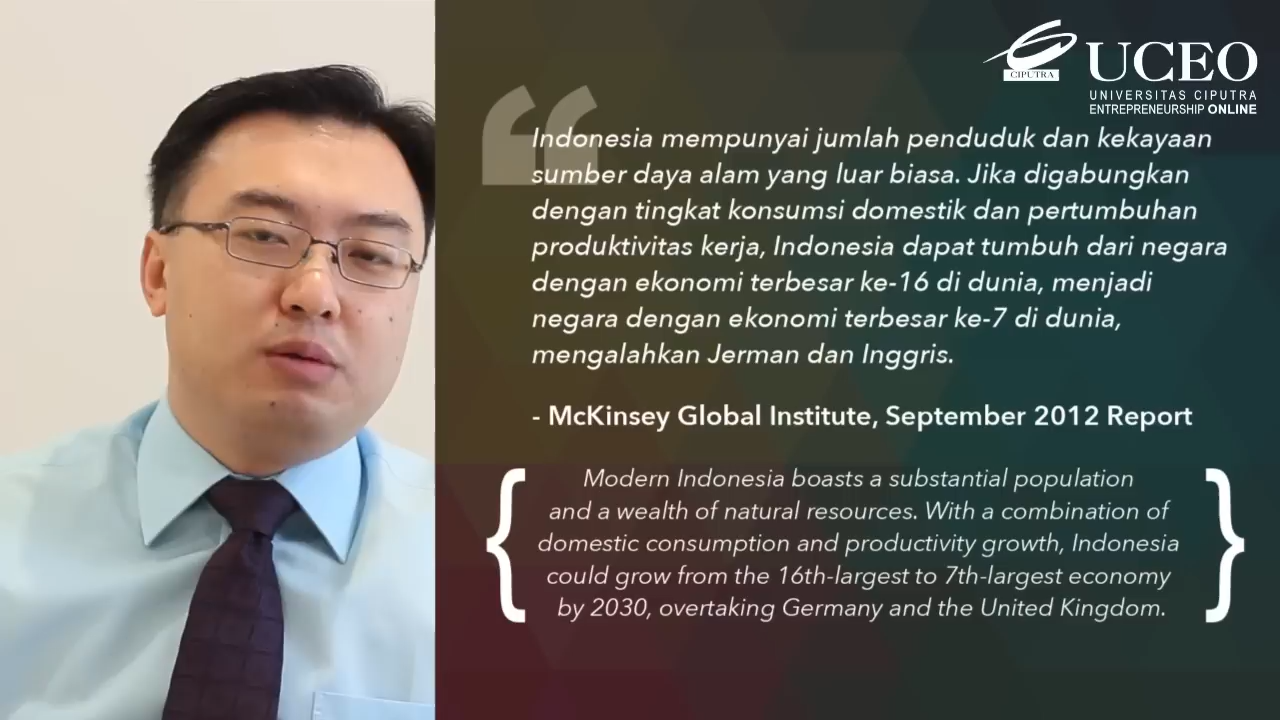 CIPUTRA
UCEO
UNIVERSITAS CIPUTRA
ENTREPRENEURSHIP ONLINE
“
Indonesia mempunyai jumlah penduduk dan kekayaan
sumber daya alam yang luar biasa. Jika digabungkan
dengan tingkat konsumsi domestik dan pertumbuhan
produktivitas kerja, Indonesia dapat tumbuh dari negara
dengan ekonomi terbesar ke-16 di dunia, menjadi
negara dengan ekonomi terbesar ke-7 di dunia,
mengalahkan Jerman dan Inggris.
- McKinsey Global Institute, September 2012 Report
{ Modern Indonesia boasts a substantial population
and a wealth of natural resources. With a combination of
domestic consumption and productivity growth, Indonesia
could grow from the 16th-largest to 7th-largest economy
by 2030, overtaking Germany and the United Kingdom. }